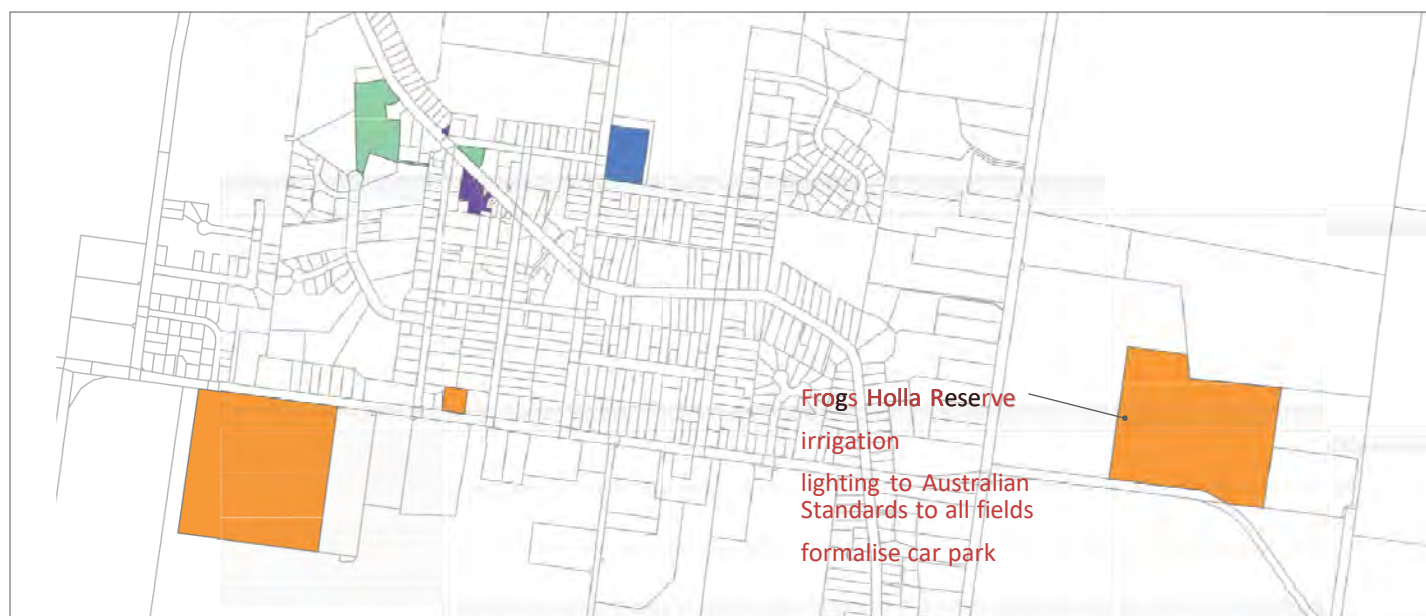 Frogs Holla Reserve
irrigation
lighting to Australian
Standards to all fields
formalise car park